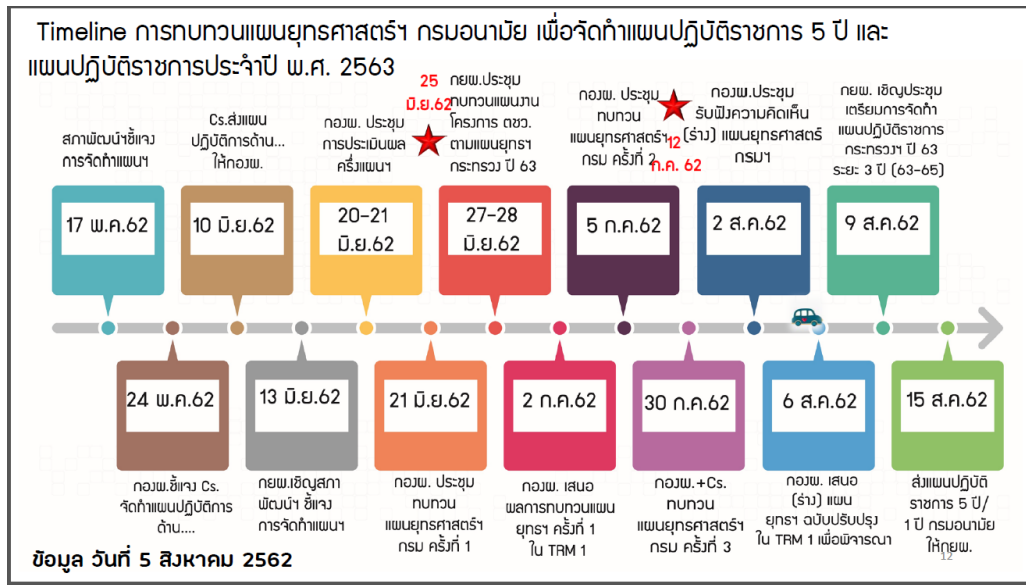 Timeline การทบทวนแผนยุทธศาสตร์ฯ กรมอนามัย เพื่อจัดทำแผนปฏิบัติราชการ 5 ปี และ
แผนปฏิบัติราชการประจำปี พ.ศ. 2563
สภาพัฒน์ฯชี้แจง
การจัดทำแผนฯ
17 พ.ค.62
24 พ.ค.62
กองผ.ชี้แจง Cs.
จัดทำแผนปฏิบัติการ
ด้าน....
Cs.ส่งแผน
ปฏิบัติการด้าน...
ให้กองผ.
10 มิ.ย.62
13 มิ.ย.62
กยผ.เชิญสภา
พัฒน์ฯ ชี้แจง
การจัดทำแผนฯ
กองผ. ประชุม
การประเมินผล
ครึ่งแผนฯ
20-21
มิ.ย.62
21 มิ.ย.62
กองผ. ประชุม
ทบทวน
แผนยุทธศาสตร์ฯ
กรม ครั้งที่ 1
25
มิ.ย.62
กยผ.ประชุม
ทบทวนแผนงาน
โครงการ ตชว.
ตามแผนยุทธฯ
กระทรวง ปี 63
27-28
มิ.ย.62
2 ก.ค.62
กองผ. เสนอ
ผลการทบทวนแผน
ยุทธฯ ครั้งที่ 1
ใน TRM 1
กองผ. ประชุม
ทบทวน
แผนยุทธศาสตร์ฯ
กรม ครั้งที่ 2
5 ก.ค.62
12
ก.ค. 62
30 ก.ค.62
กองผ.+Cs.
ทบทวน
แผนยุทธศาสตร์ฯ
กรม ครั้งที่ 3
กองผ.ประชุม
รับฟังความคิดเห็น
(ร่าง) แผนยุทธศาสตร์
กรมฯ
2 ส.ค.62
6 ส.ค.62
กองผ. เสนอ
(ร่าง) แผน
ยุทธฯ ฉบับปรับปรุง
ใน TRM 1 เพื่อพิจารณา
กยผ. เชิญประชุม
เตรียมการจัดทำ
แผนปฏิบัติราชการ
กระทรวงฯ ปี 63
ระยะ 3 ปี (63-65)
9 ส.ค.62
15 ส.ค.62
ส่งแผนปฏิบัติ
ราชการ 5 ปี/
1 ปี กรมอนามัย
ให้กยผ.
ข้อมูล วันที่ 5 สิงหาคม 2562
12